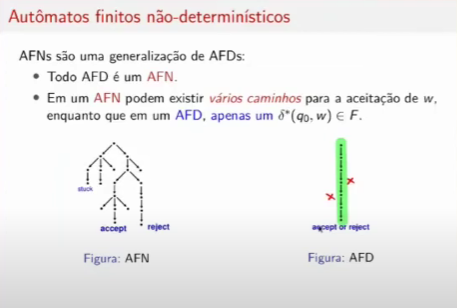 Autômatos finitos não-determinísticos
AFNs são uma generalização de AFDs:
• Todo AFD é um AFN.
• Em um AFN podem existir vários caminhos para a aceitação de w,
enquanto que em um AFD, apenas um δ*(q₀, w) ∈ F.
stuck
accept
reject
accept or reject
Figura: AFN
Figura: AFD